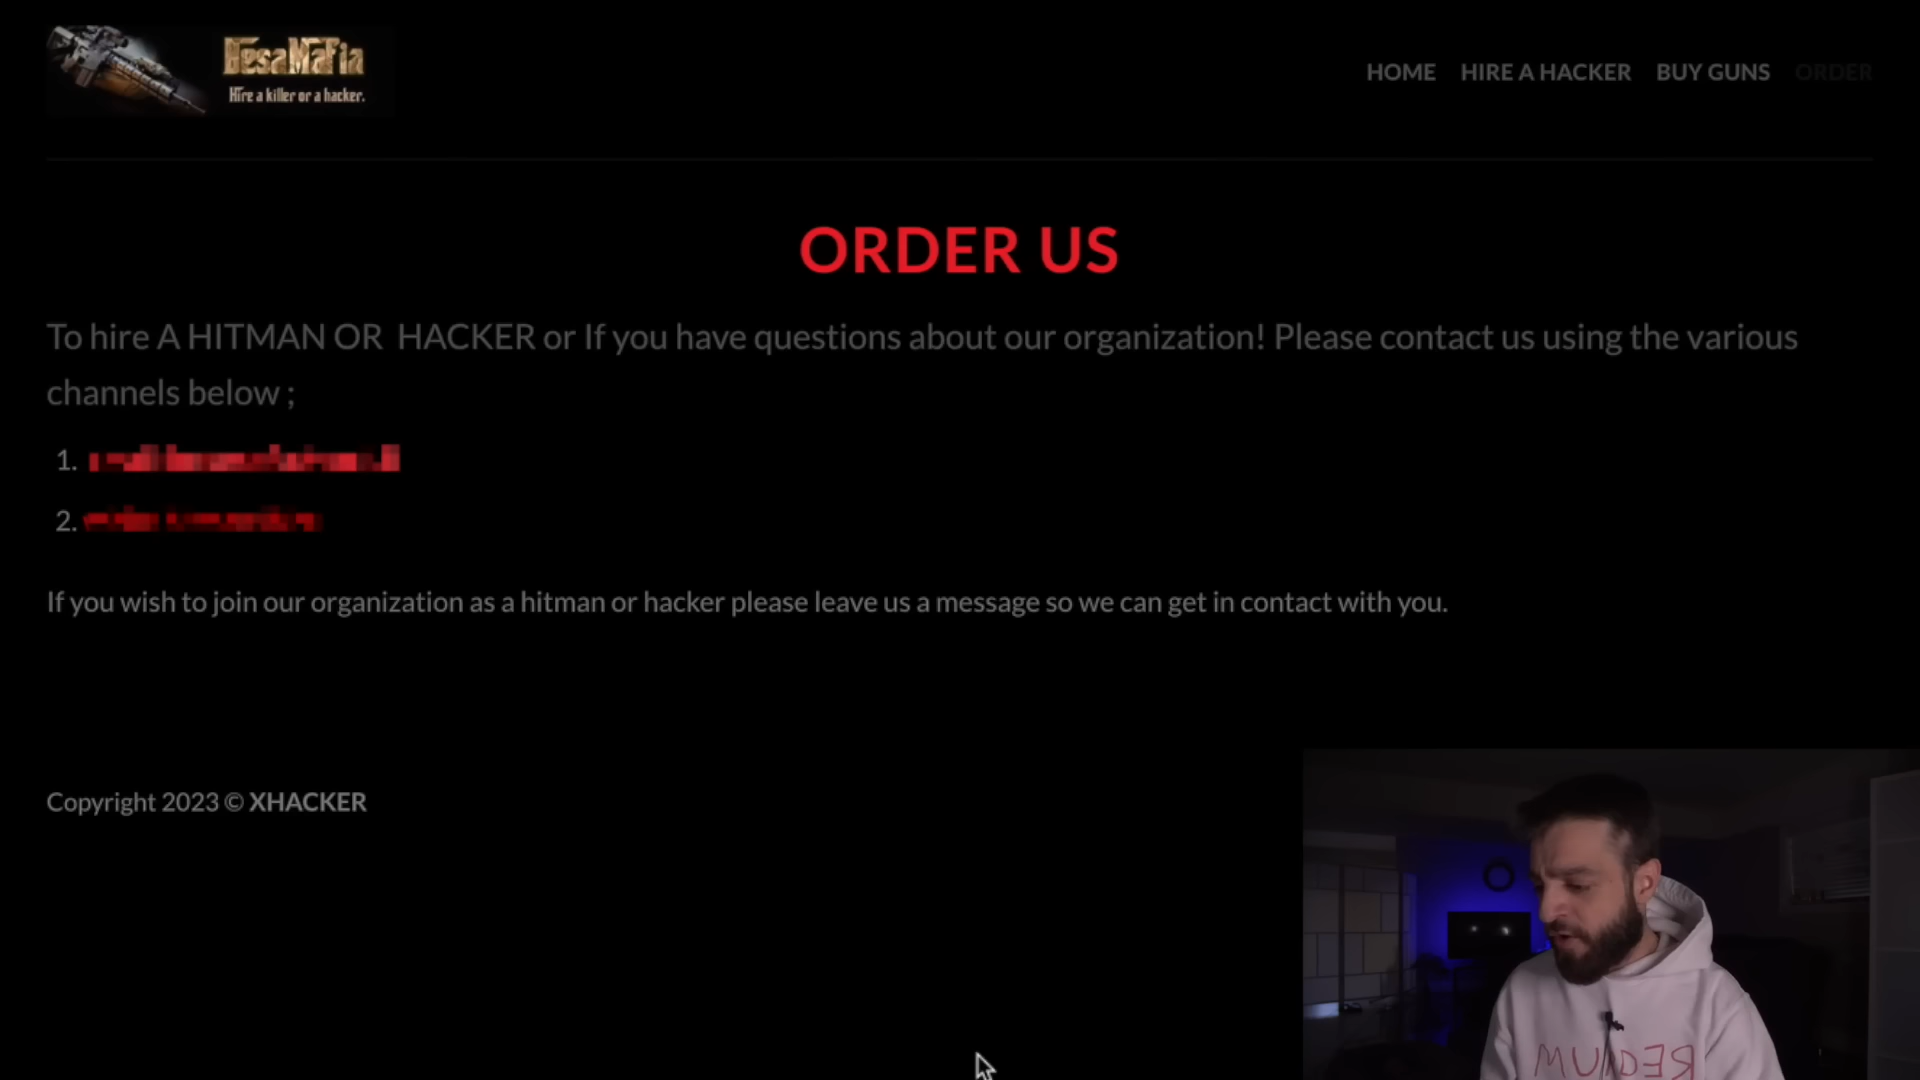 BesaMafia
Hire a killer or a hacker.
HOME HIRE A HACKER BUY GUNS ORDER
ORDER US
To hire A HITMAN OR HACKER or If you have questions about our organization! Please contact us using the various
channels below ;
1.
2.
If you wish to join our organization as a hitman or hacker please leave us a message so we can get in contact with you.
Copyright 2023 © XHACKER
REDIUM